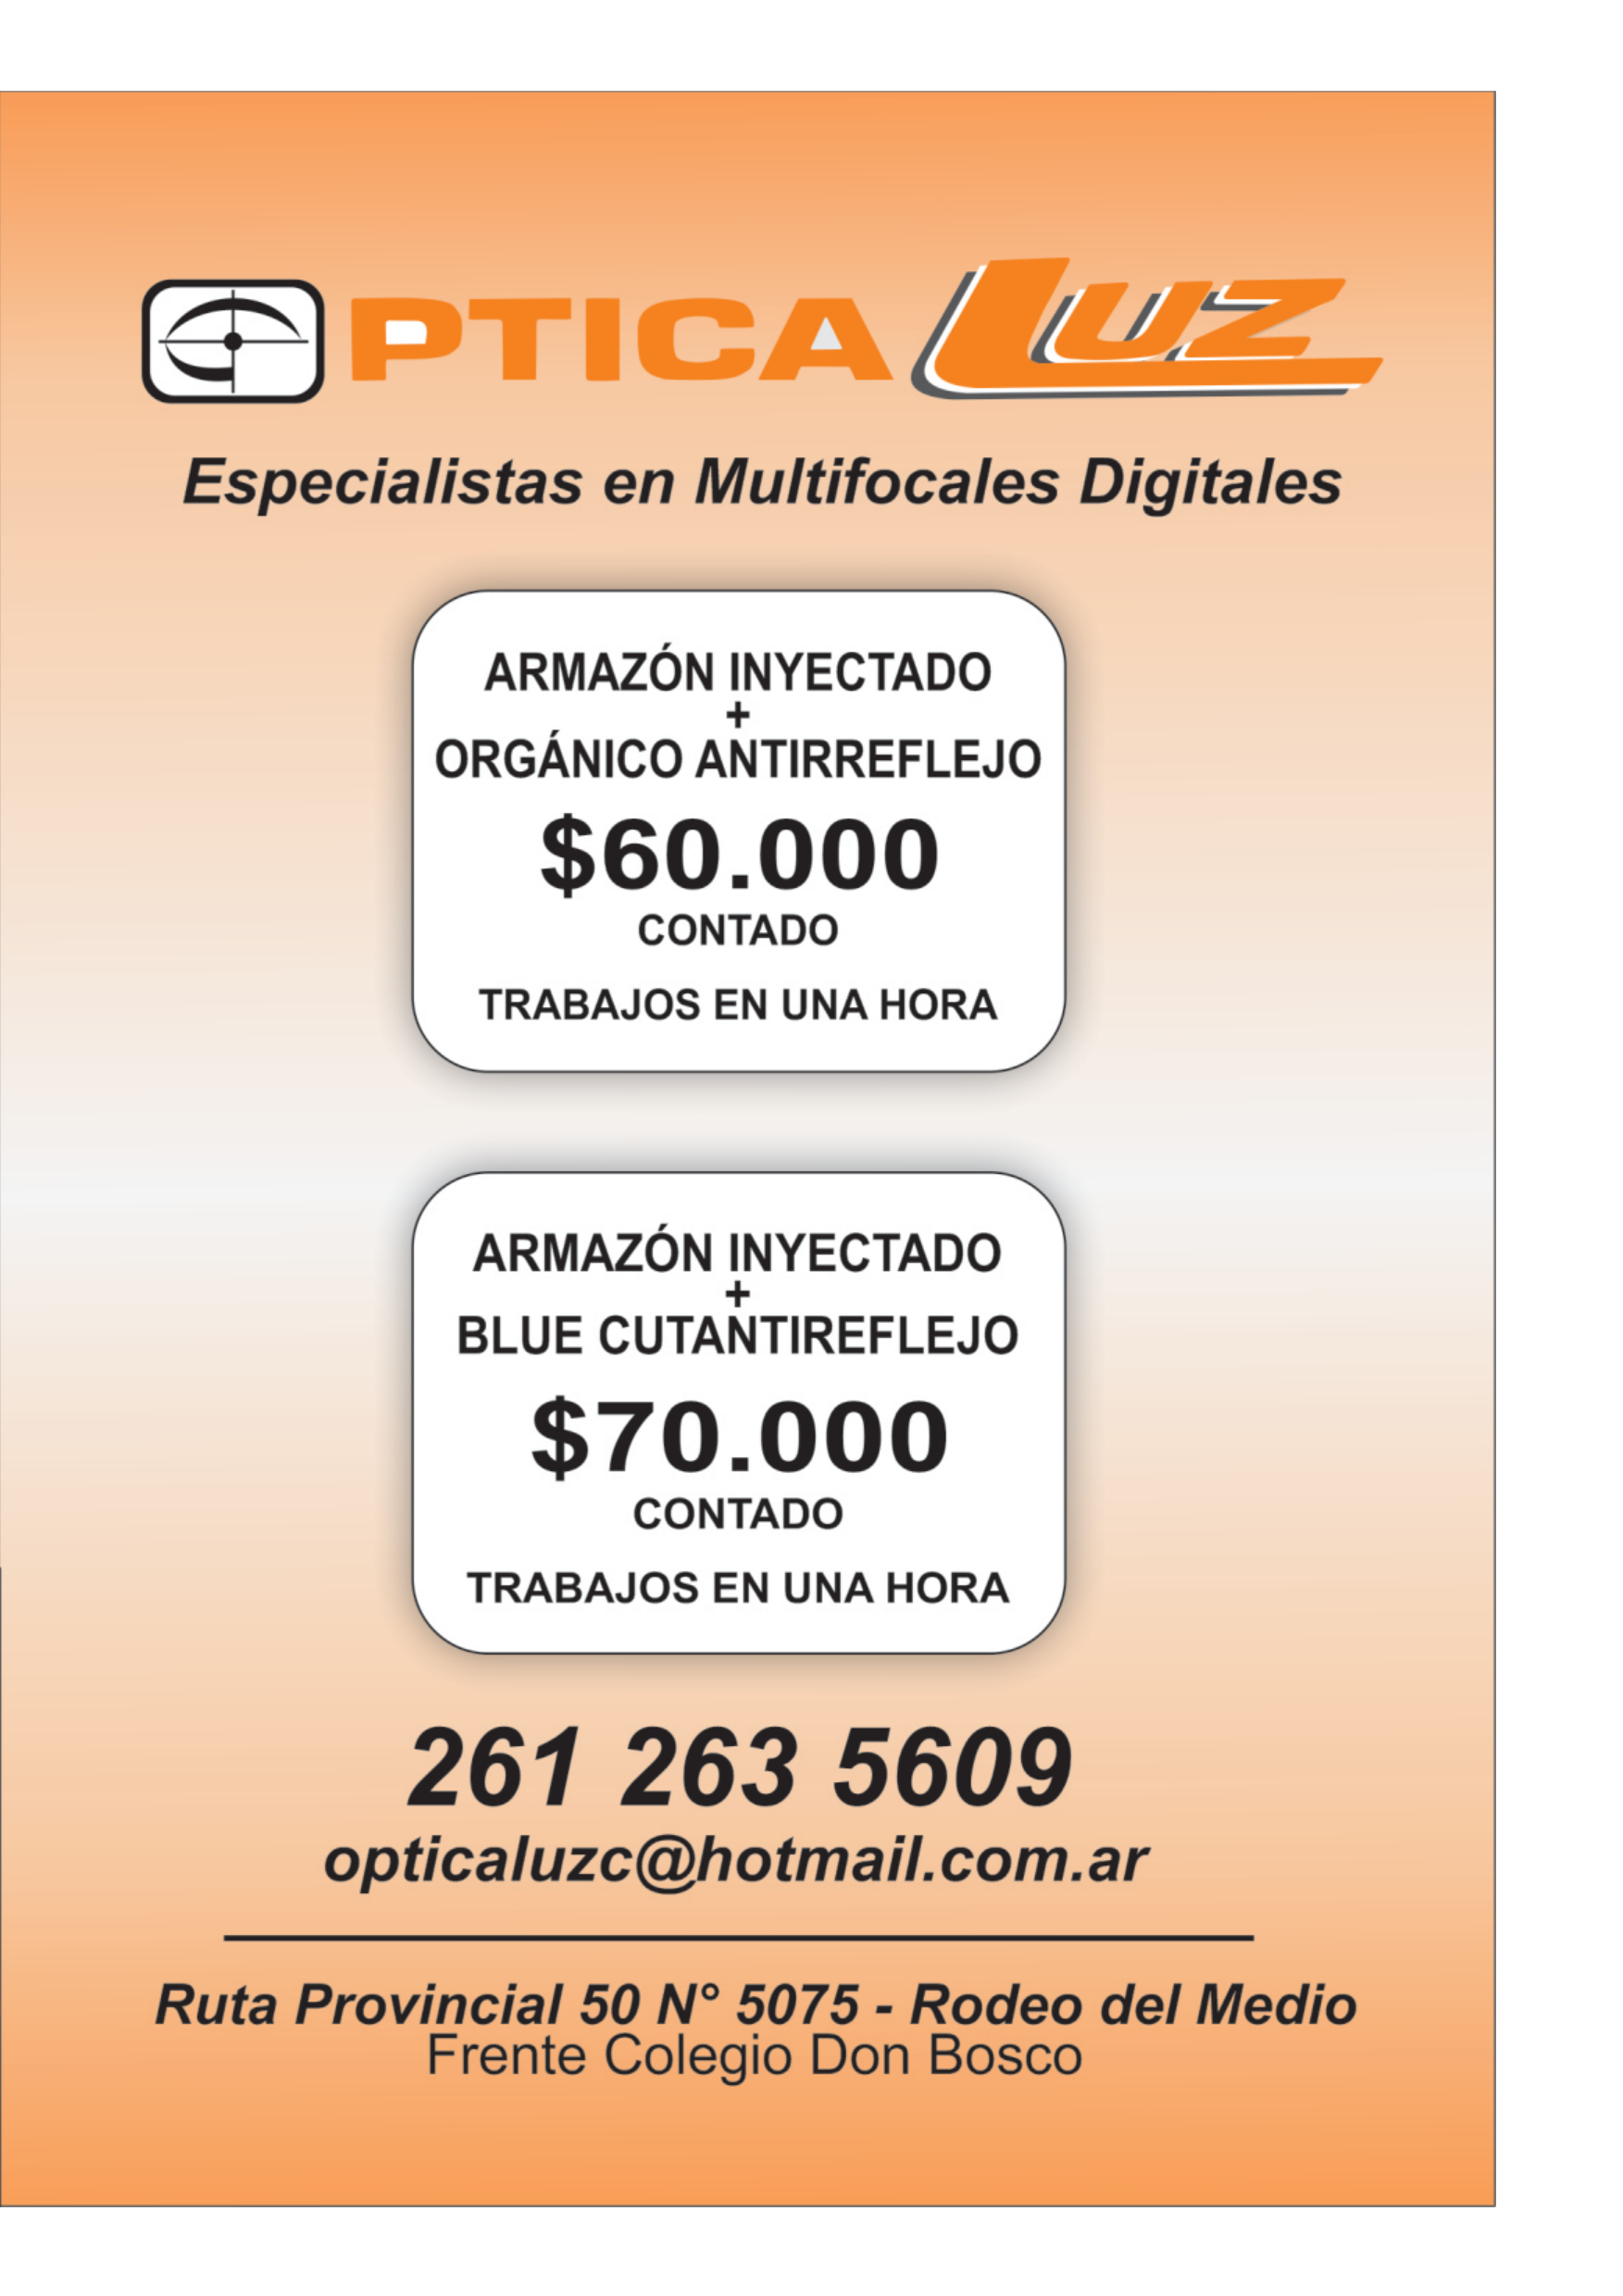 OPTICA LUZ
Especialistas en Multifocales Digitales
ARMAZÓN INYECTADO
+
ORGÁNICO ANTIRREFLEJO
$60.000
CONTADO
TRABAJOS EN UNA HORA
ARMAZÓN INYECTADO
+
BLUE CUTANTIREFLEJO
$70.000
CONTADO
TRABAJOS EN UNA HORA
261 263 5609
opticaluzc@hotmail.com.ar
Ruta Provincial 50 N° 5075 - Rodeo del Medio
Frente Colegio Don Bosco